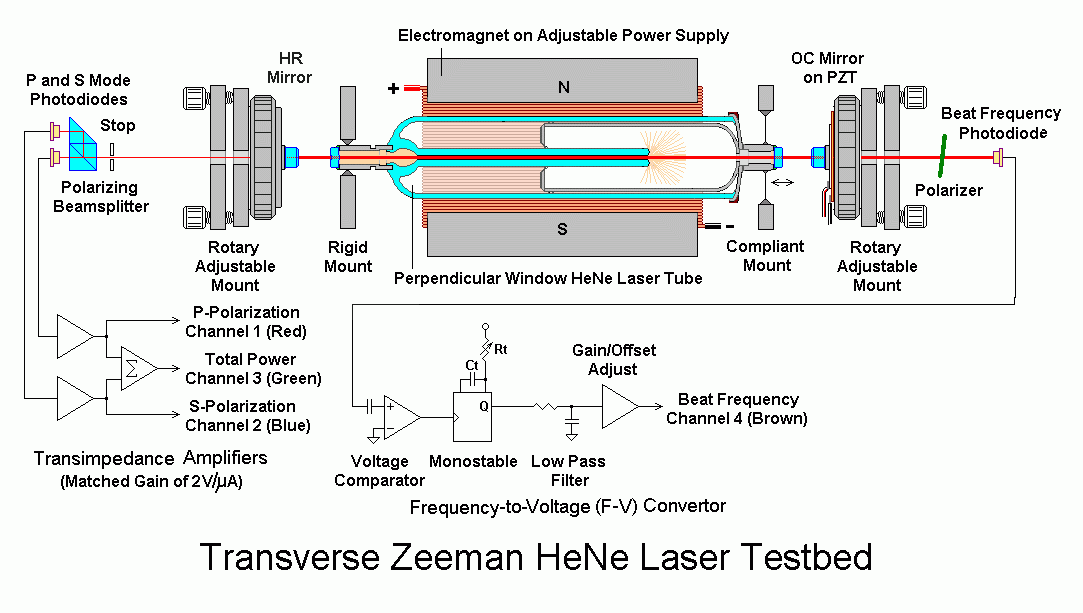 Electromagnet on Adjustable Power Supply
HR
Mirror
OC Mirror
on PZT
P and S Mode
Photodiodes
Stop
+
N
Beat Frequency
Photodiode
Polarizing
Beamsplitter
Polarizer
S
-
Rotary
Adjustable
Mount
Rigid
Mount
Perpendicular Window HeNe Laser Tube
Compliant
Mount
Rotary
Adjustable
Mount
P-Polarization
Channel 1 (Red)
Total Power
Channel 3 (Green)
S-Polarization
Channel 2 (Blue)
Σ
Transimpedance Amplifiers
(Matched Gain of 2V/µA)
Rt
Ct
Q
+
-
Gain/Offset
Adjust
Beat Frequency
Channel 4 (Brown)
Voltage
Comparator
Monostable
Low Pass
Filter
Frequency-to-Voltage (F-V) Convertor
Transverse Zeeman HeNe Laser Testbed